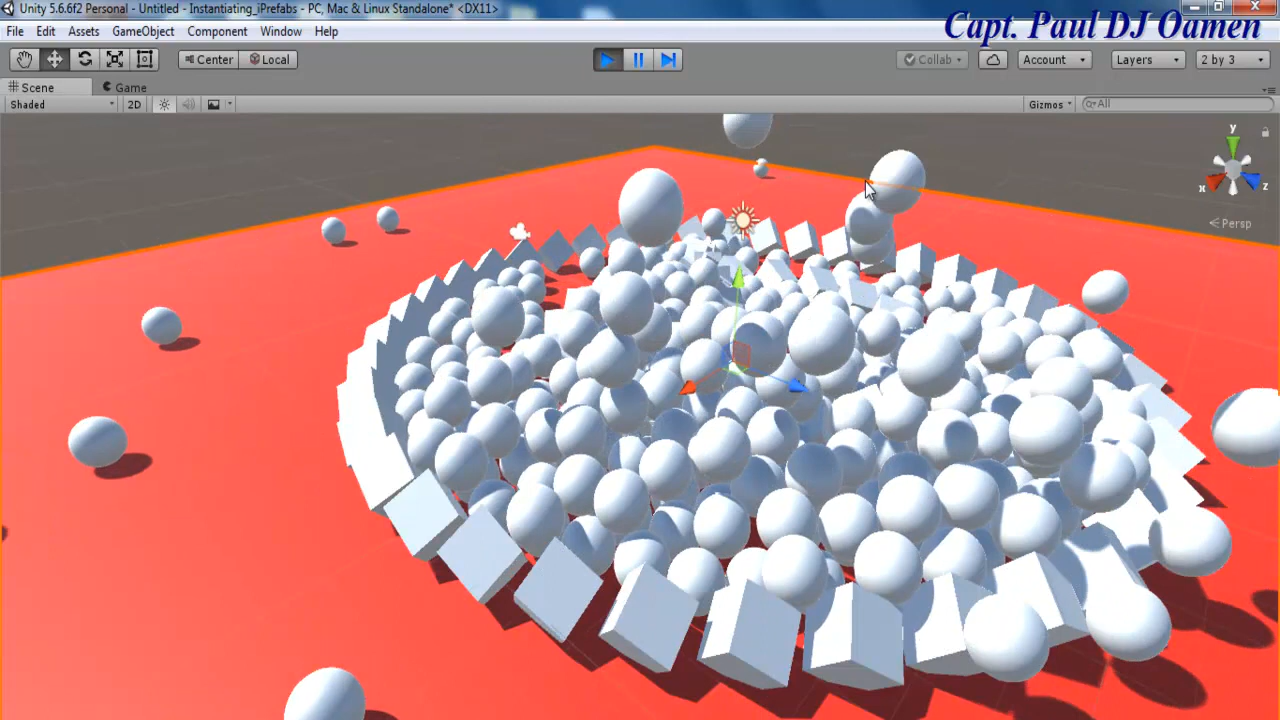 Unity 5.6.6f2 Personal - Untitled - Instantiating_iPrefabs - PC, Mac & Linux Standalone* <DX11>
Capt. Paul DJ Oamen
File Edit Assets GameObject Component Window Help
Center Local Collab Account Layers 2 by 3
Scene Game
Shaded 2D Gizmos All
y
x z
Persp